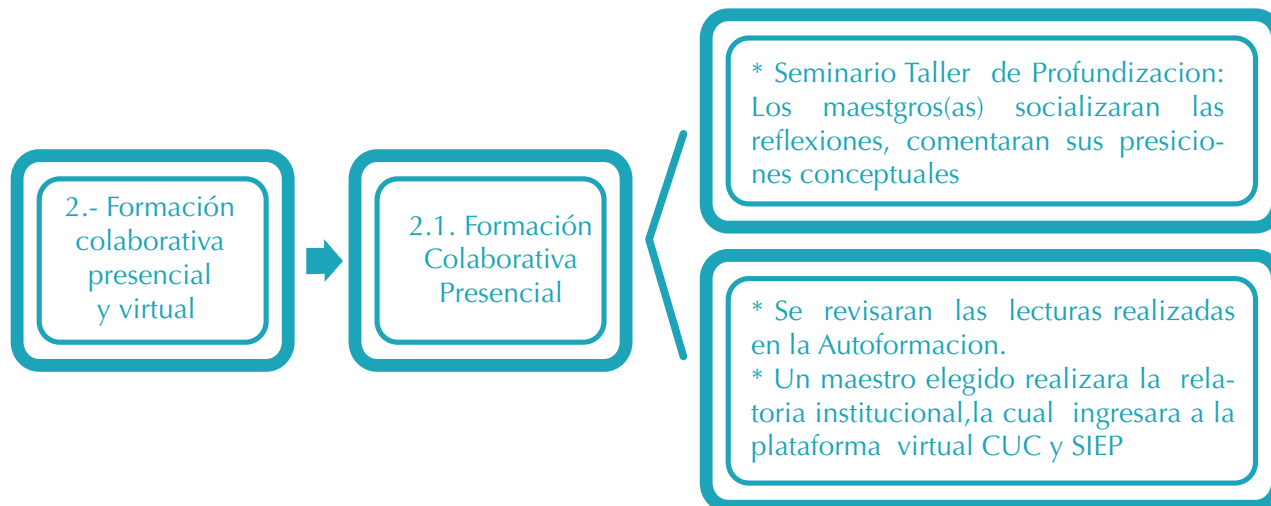 2.- Formación
colaborativa
presencial
y virtual
2.1. Formación
Colaborativa
Presencial
* Seminario Taller de Profundizacion:
Los maestgros(as) socializaran las
reflexiones, comentaran sus presicio-
nes conceptuales
* Se revisaran las lecturas realizadas
en la Autoformacion.
* Un maestro elegido realizara la rela-
toria institucional,la cual ingresara a la
plataforma virtual CUC y SIEP